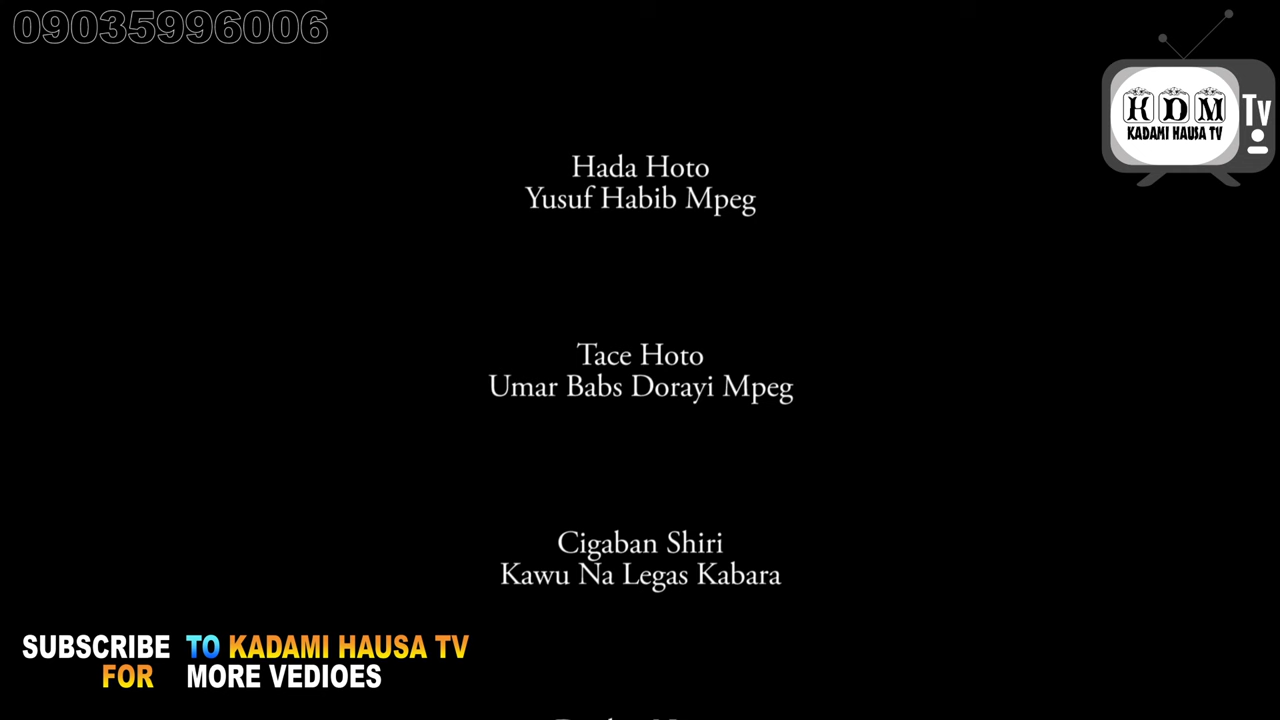 09035996006
KDM
KADAMI HAUSA TV
Tv
Hada Hoto
Yusuf Habib Mpeg
Tace Hoto
Umar Babs Dorayi Mpeg
Cigaban Shiri
Kawu Na Legas Kabara
SUBSCRIBE TO KADAMI HAUSA TV
FOR MORE VEDIOES